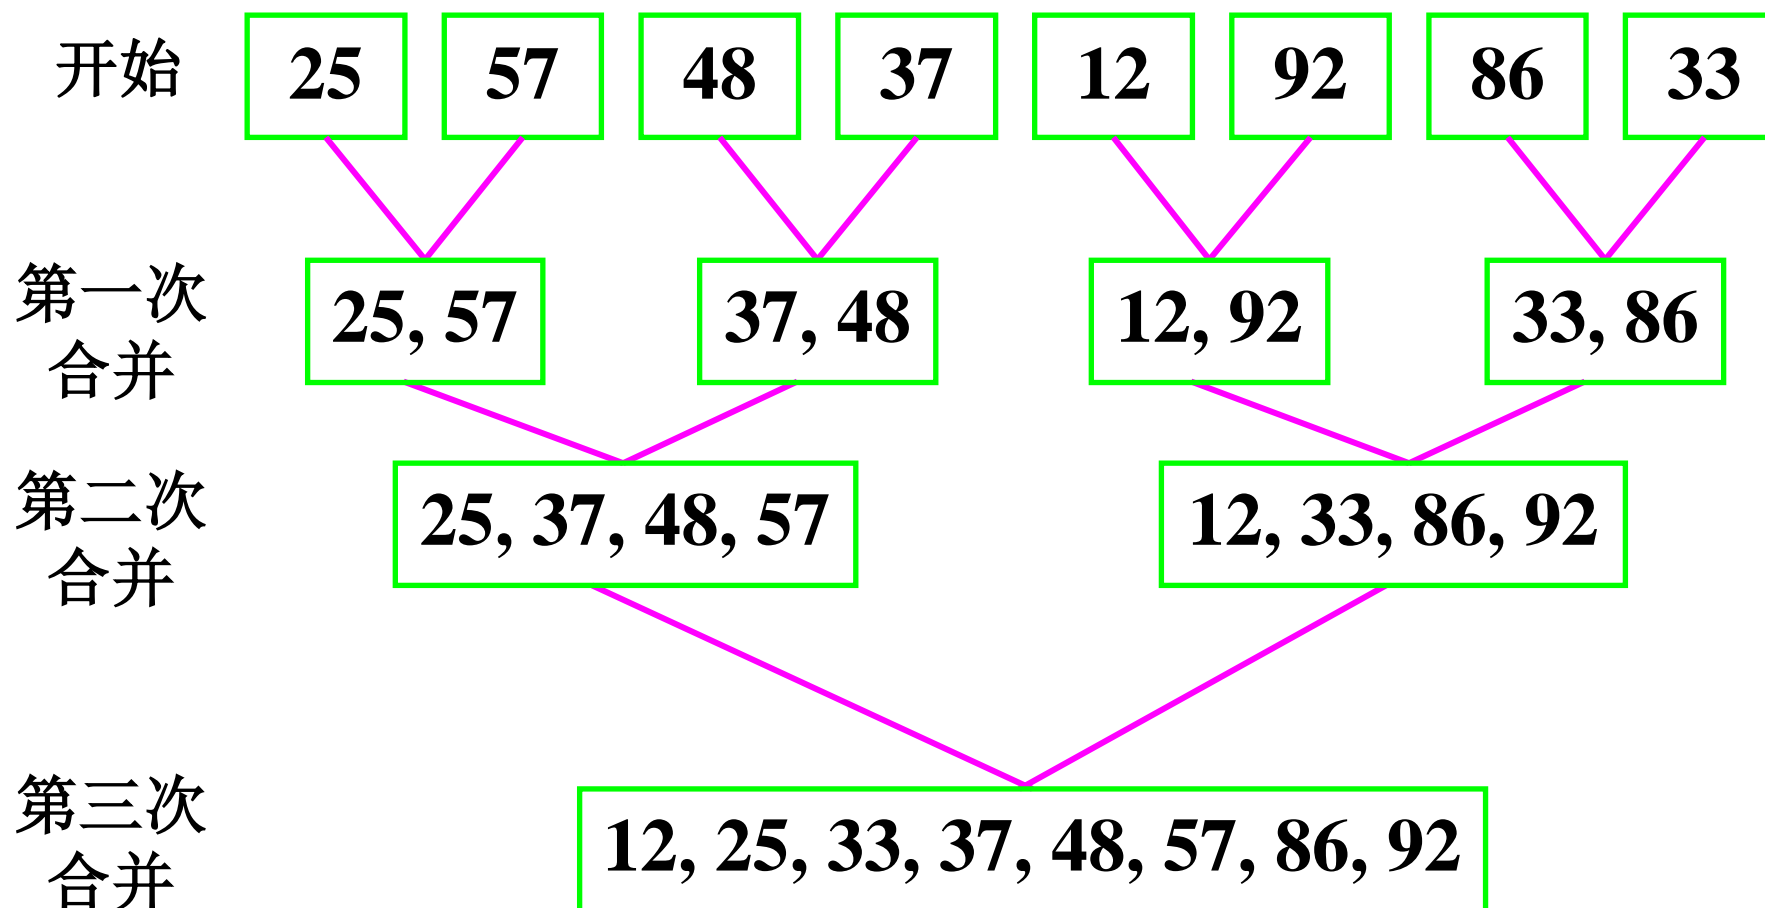 开始 25 57 48 37 12 92 86 33
第一次
合并
25, 57 37, 48 12, 92 33, 86
第二次
合并
25, 37, 48, 57 12, 33, 86, 92
第三次
合并
12, 25, 33, 37, 48, 57, 86, 92